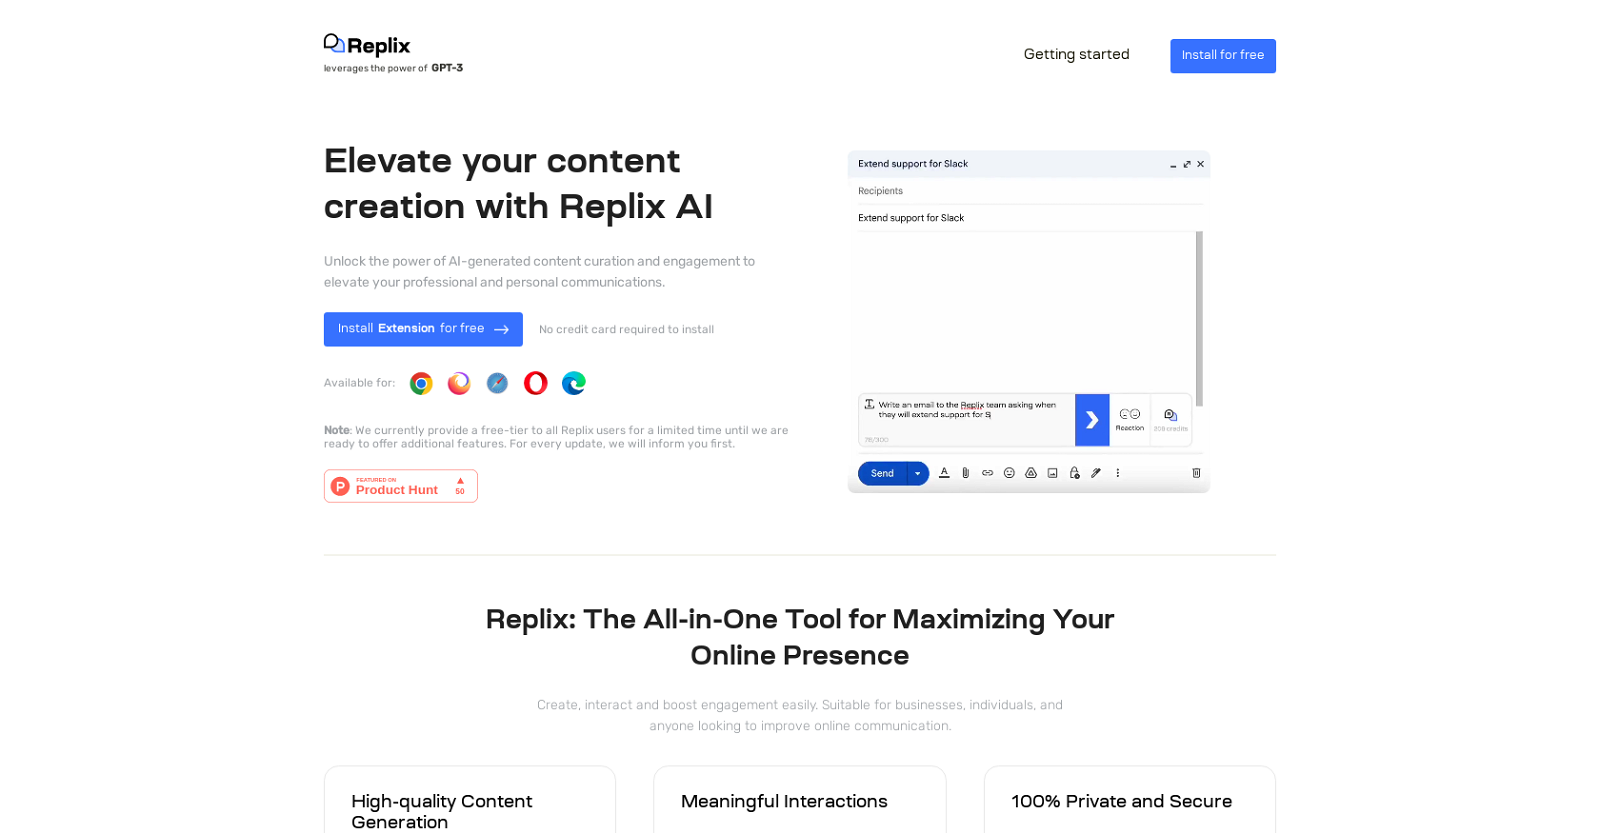 Replix
leverages the power of GPT-3
Getting started
Install for free
Elevate your content
creation with Replix AI
Unlock the power of AI-generated content curation and engagement to
elevate your professional and personal communications.
Install Extension for free
No credit card required to install
Available for:
Note: We currently provide a free-tier to all Replix users for a limited time until we are
ready to offer additional features. For every update, we will inform you first.
FEATURED ON
Product Hunt
50
Extend support for Slack
Recipients
Extend support for Slack
Write an email to the Replix team asking when
they will extend support for S
78/300
Reaction
208 credits
Send
Replix: The All-in-One Tool for Maximizing Your
Online Presence
Create, interact and boost engagement easily. Suitable for businesses, individuals, and
anyone looking to improve online communication.
High-quality Content
Generation
Meaningful Interactions
100% Private and Secure